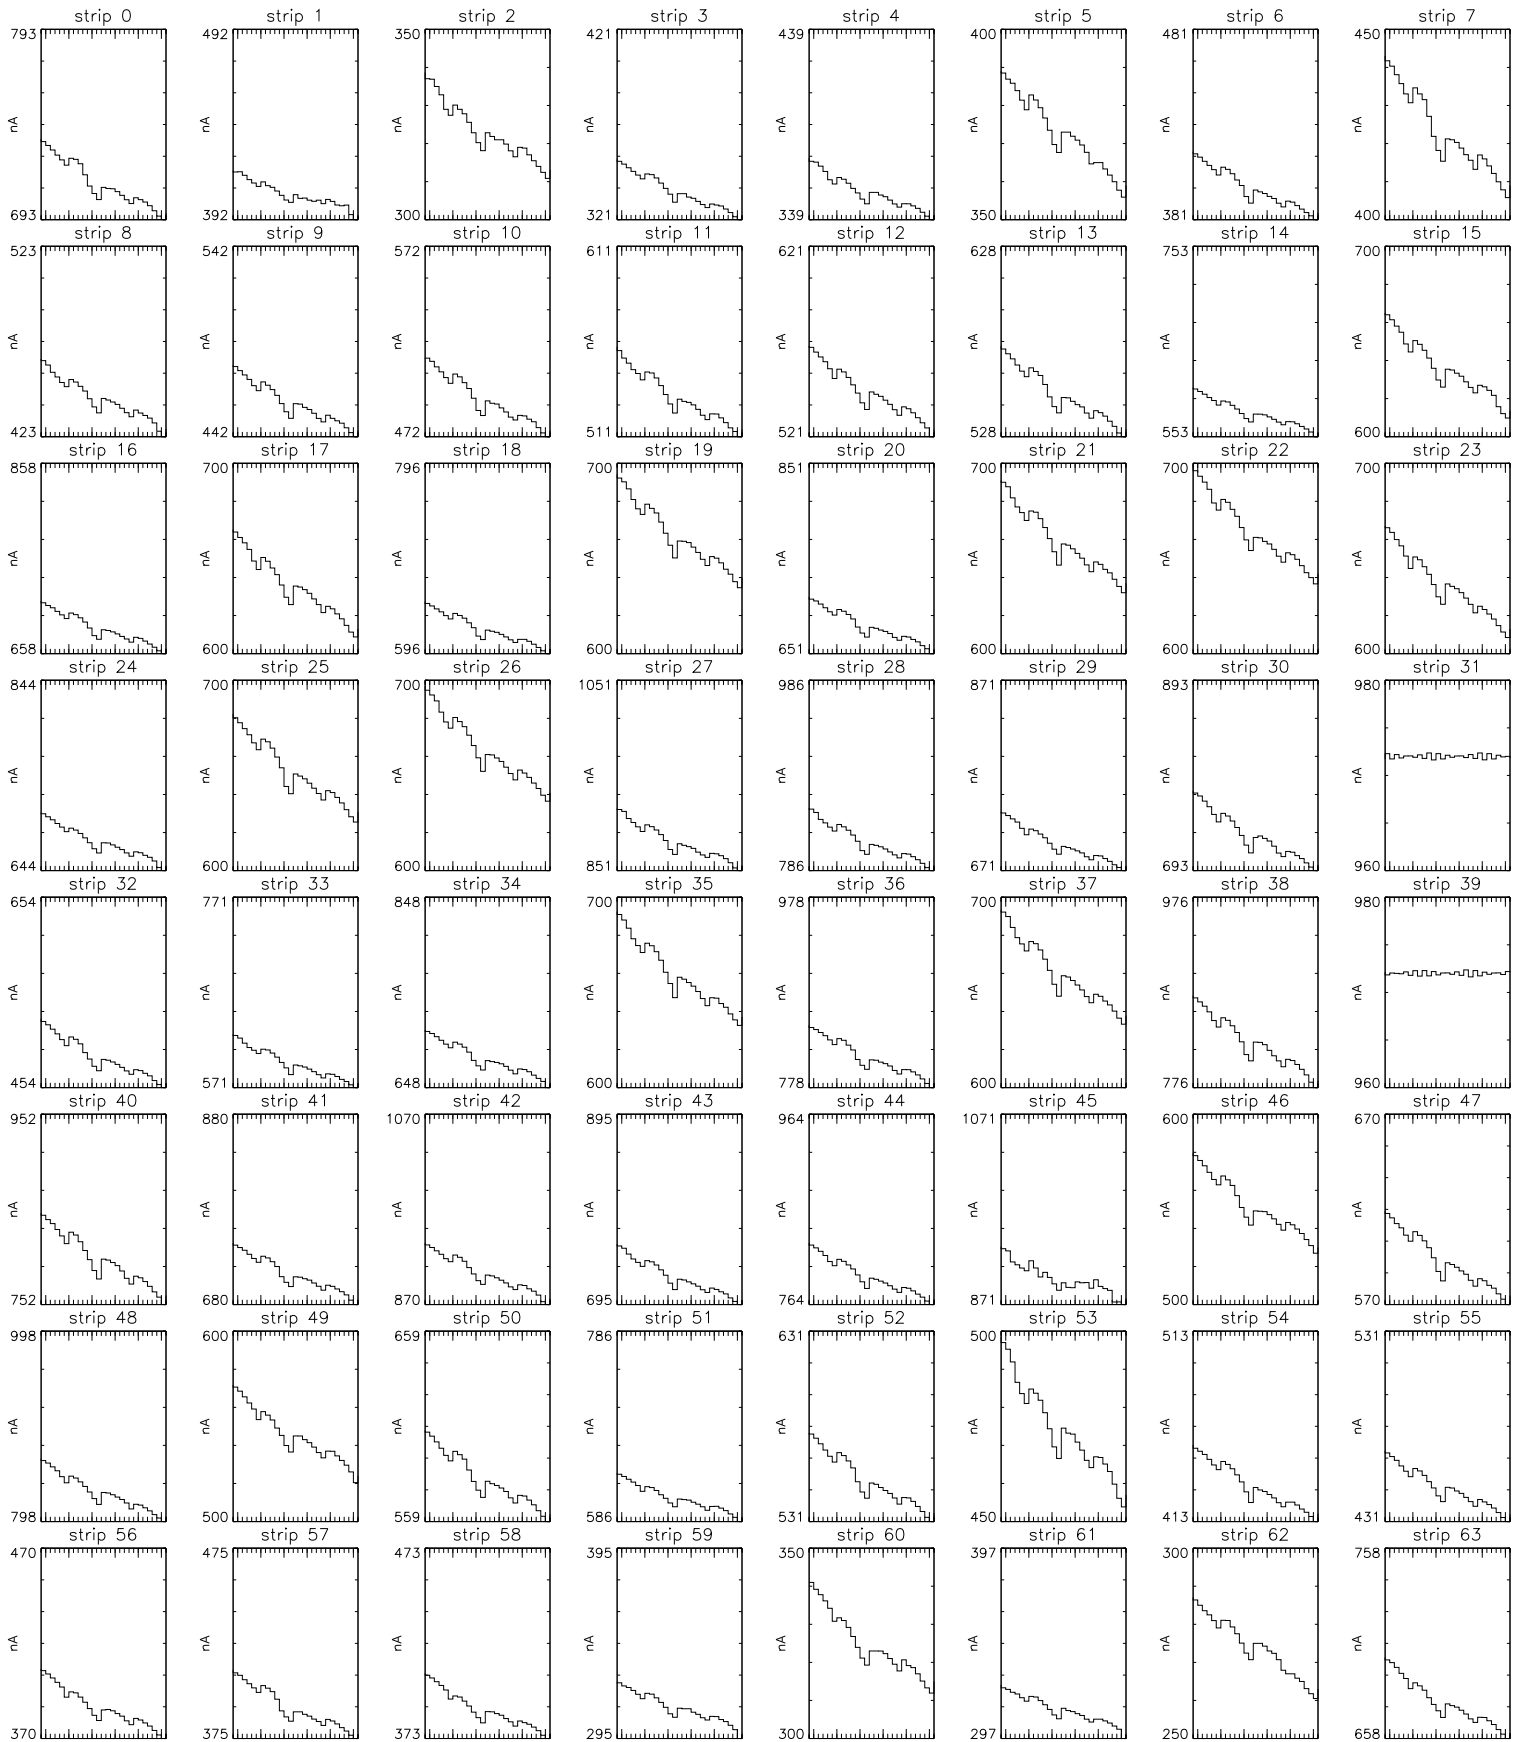 strip 0 strip 1 strip 2 strip 3 strip 4 strip 5 strip 6 strip 7
793 492 350 421 439 400 481 450
nA nA nA nA nA nA nA nA
693 392 300 321 339 350 381 400
strip 8 strip 9 strip 10 strip 11 strip 12 strip 13 strip 14 strip 15
523 542 572 611 621 628 753 700
nA nA nA nA nA nA nA nA
423 442 472 511 521 528 553 600
strip 16 strip 17 strip 18 strip 19 strip 20 strip 21 strip 22 strip 23
858 700 796 700 851 700 700 700
nA nA nA nA nA nA nA nA
658 600 596 600 651 600 600 600
strip 24 strip 25 strip 26 strip 27 strip 28 strip 29 strip 30 strip 31
844 700 700 1051 986 871 893 980
nA nA nA nA nA nA nA nA
644 600 600 851 786 671 693 960
strip 32 strip 33 strip 34 strip 35 strip 36 strip 37 strip 38 strip 39
654 771 848 700 978 700 976 980
nA nA nA nA nA nA nA nA
454 571 648 600 778 600 776 960
strip 40 strip 41 strip 42 strip 43 strip 44 strip 45 strip 46 strip 47
952 880 1070 895 964 1071 600 670
nA nA nA nA nA nA nA nA
752 680 870 695 764 871 500 570
strip 48 strip 49 strip 50 strip 51 strip 52 strip 53 strip 54 strip 55
998 600 659 786 631 500 513 531
nA nA nA nA nA nA nA nA
798 500 559 586 531 450 413 431
strip 56 strip 57 strip 58 strip 59 strip 60 strip 61 strip 62 strip 63
470 475 473 395 350 397 300 758
nA nA nA nA nA nA nA nA
370 375 373 295 300 297 250 658